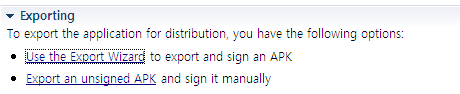 Exporting
To export the application for distribution, you have the following options:
• Use the Export Wizard to export and sign an APK
• Export an unsigned APK and sign it manually